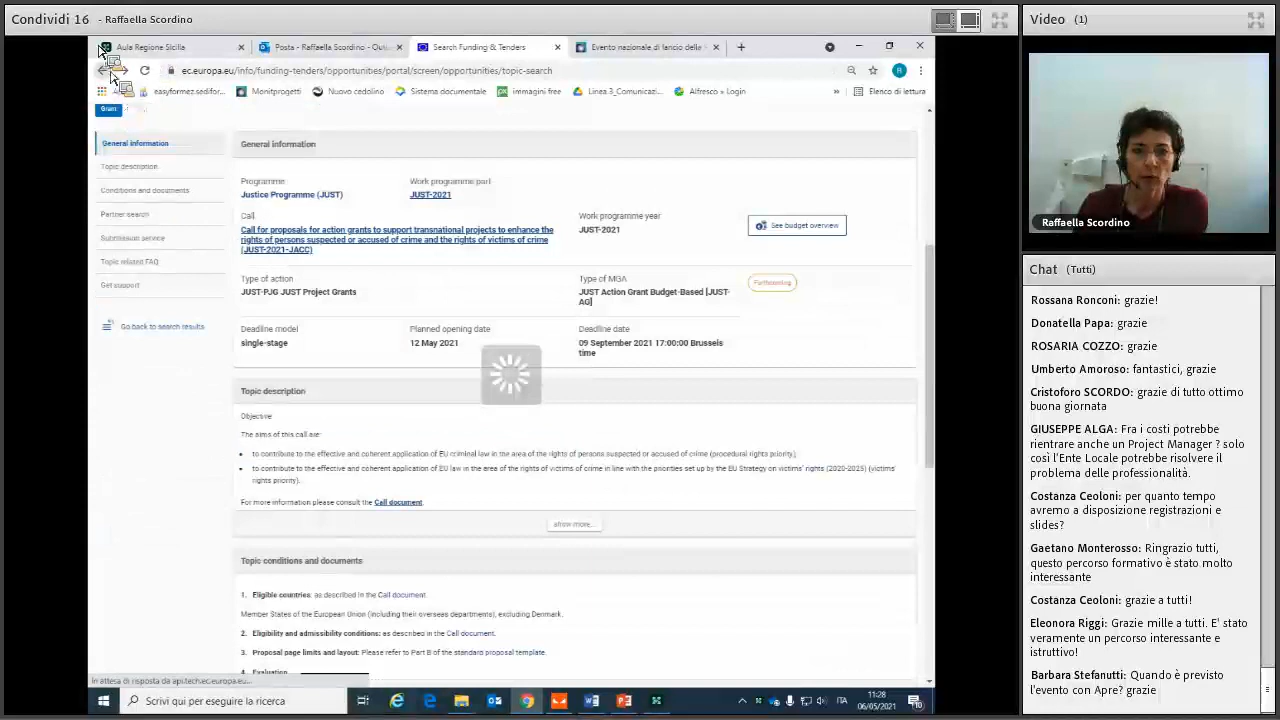 Condividi 16 - Raffaella Scordino
Aula Regione Sicilia
Posta - Raffaella Scordino - Outl
Search Funding & Tenders
Evento nazionale di lancio delle
ec.europa.eu/info/funding-tenders/opportunities/portal/screen/opportunities/topic-search
easyformez.sedifor...
Monitprogetti
Nuovo cedolino
Sistema documentale
immagini free
Linea 3_Comunicazi...
Alfresco » Login
»
Elenco di lettura
Grant
General information
Topic description
Conditions and documents
Partner search
Submission service
Topic related FAQ
Get support
Go back to search results
General information
Programme
Work programme part
Justice Programme (JUST)
JUST-2021
Call
Work programme year
Call for proposals for action grants to support transnational projects to enhance the
rights of persons suspected or accused of crime and the rights of victims of crime
(JUST-2021-JACC)
JUST-2021
See budget overview
Type of action
Type of MGA
JUST-PJG JUST Project Grants
JUST Action Grant Budget-Based [JUST-
AG]
Forthcoming
Deadline model
Planned opening date
Deadline date
single-stage
12 May 2021
09 September 2021 17:00:00 Brussels
time
Topic description
Objective
The aims of this call are:
to contribute to the effective and coherent application of EU criminal law in the area of the rights of persons suspected or accused of crime (procedural rights priority);
to contribute to the effective and coherent application of EU law in the area of the rights of victims of crime in line with the priorities set up by the EU Strategy on victims' rights (2020-2025) (victims'
rights priority).
For more information please consult the Call document.
show more...
Topic conditions and documents
1. Eligible countries: as described in the Call document.
Member States of the European Union (including their overseas departments), excluding Denmark.
2. Eligibility and admissibility conditions: as described in the Call document.
3. Proposal page limits and layout: Please refer to Part B of the standard proposal template.
4. Evaluation
In attesa di risposta da api.tech.ec.europa.eu...
Scrivi qui per eseguire la ricerca
ITA
11:28
06/05/2021
10
Video (1)
Raffaella Scordino
Chat (Tutti)
Rossana Ronconi: grazie!
Donatella Papa: grazie
ROSARIA COZZO: grazie
Umberto Amoroso: fantastici, grazie
Cristoforo SCORDO: grazie di tutto ottimo
buona giornata
GIUSEPPE ALGA: Fra i costi potrebbe
rientrare anche un Project Manager ? solo
così l'Ente Locale potrebbe risolvere il
problema delle professionalità.
Costanza Ceoloni: per quanto tempo
avremo a disposizione registrazioni e
slides?
Gaetano Monterosso: Ringrazio tutti,
questo percorso formativo è stato molto
interessante
Costanza Ceoloni: grazie a tutti!
Eleonora Riggi: Grazie mille a tutti. E' stato
veramente un percorso interessante e
istruttivo!
Barbara Stefanutti: Quando è previsto
l'evento con Apre? grazie